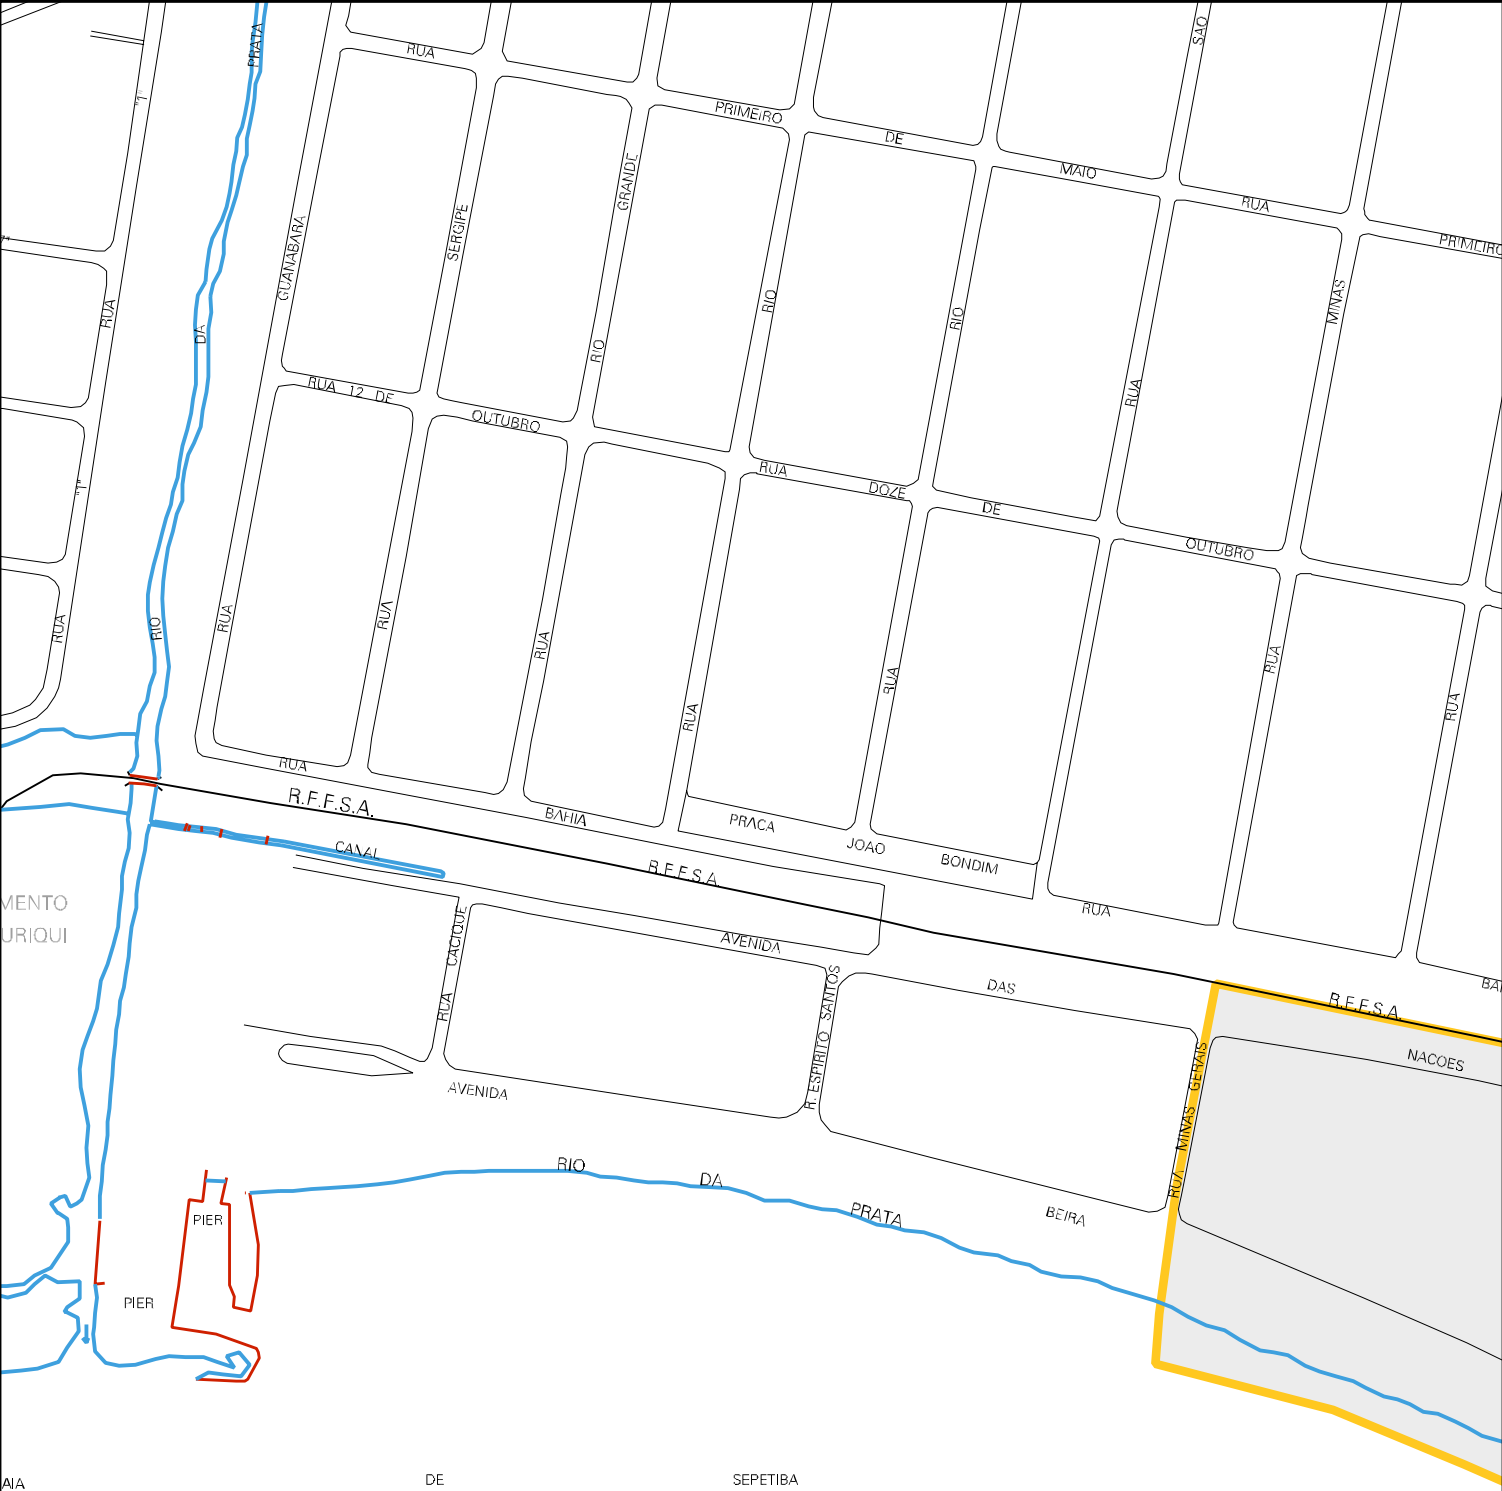 PRATA
SAO
RUA
"1"
PRIMEIRO
DE
MAIO
RUA
PRIMEIRO
GRANDE
SERGIPE
GUANABARA
RIO
RIO
MINAS
RUA
DA
RIO
RUA 12 DE
OUTUBRO
RUA
RUA
DOZE
DE
OUTUBRO
"1"
RUA
RIO
RUA
RUA
RUA
RUA
RUA
RUA
RUA
RUA
BAHIA
R.F.F.S.A.
PRACA
JOAO
BONDIM
CANAL
R.F.F.S.A.
RUA
MENTO
URIQUI
RUA CACIQUE
AVENIDA
R. ESPIRITO SANTOS
DAS
R.F.F.S.A.
NACOES
RUA MINAS GERAIS
AVENIDA
RIO
DA
PRATA
BEIRA
PIER
PIER
AIA
DE
SEPETIBA